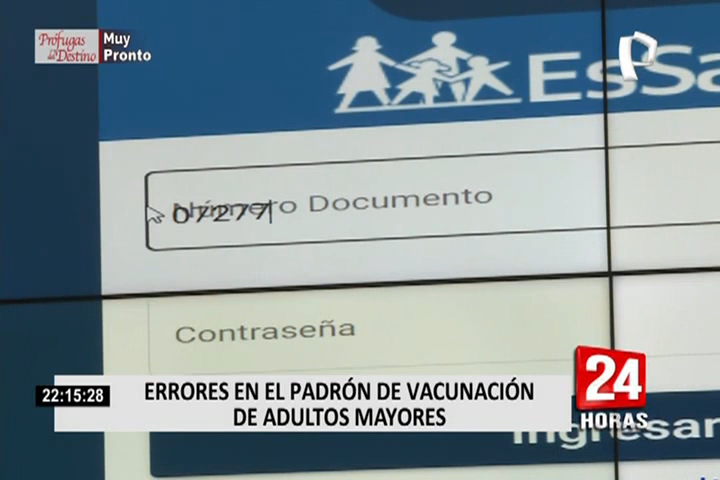 Prófugas
del Destino
Muy
Pronto
EsSa
Número Documento
07277
Contraseña
22:15:28
ERRORES EN EL PADRÓN DE VACUNACIÓN
DE ADULTOS MAYORES
24
HORAS
Ingresar